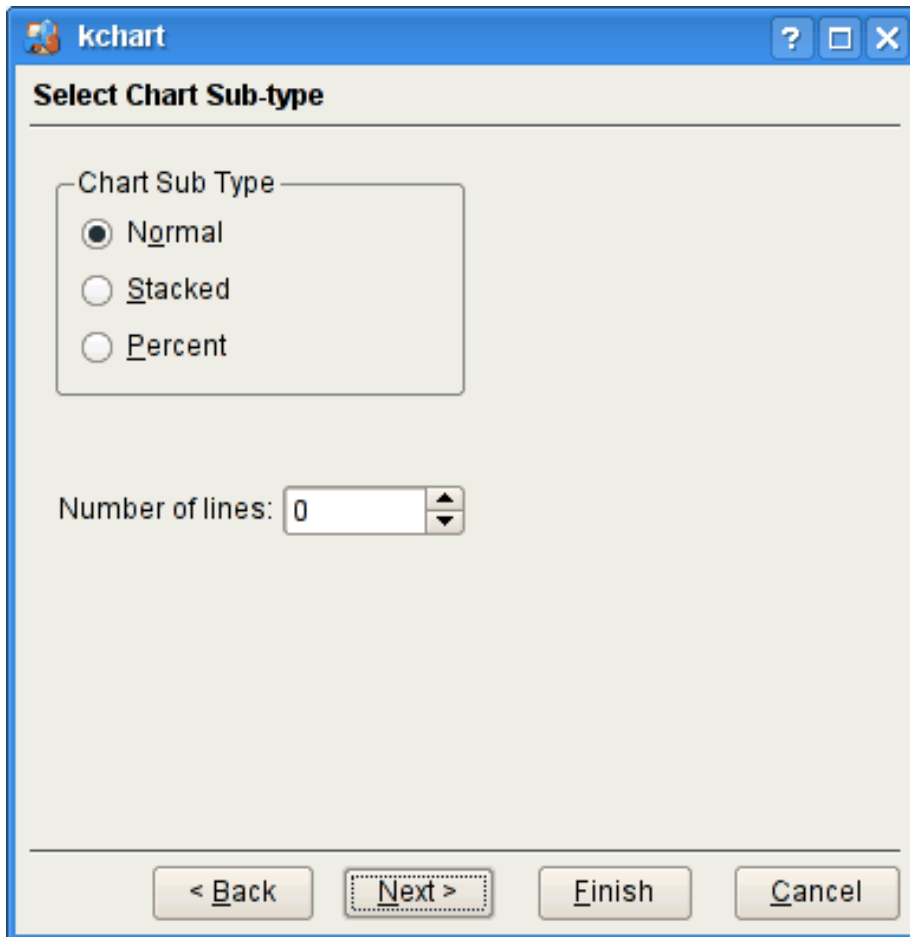 kchart
Select Chart Sub-type
Chart Sub Type
Normal
Stacked
Percent
Number of lines: 0
< Back Next > Finish Cancel